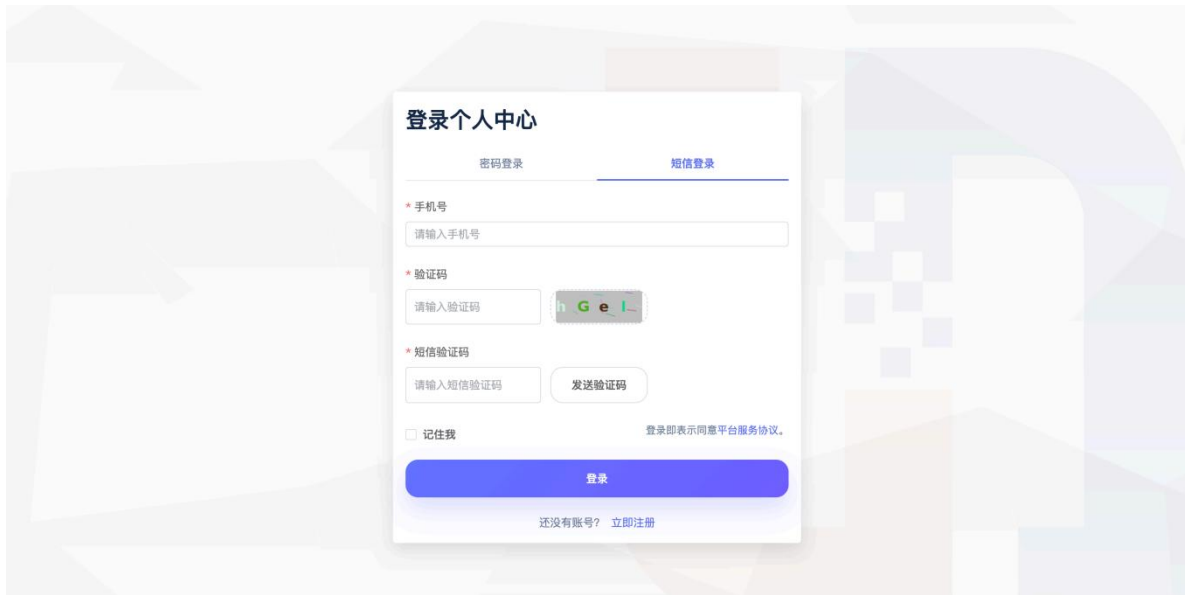 登录个人中心
密码登录 短信登录
* 手机号
请输入手机号
* 验证码
请输入验证码 h G e l
* 短信验证码
请输入短信验证码 发送验证码
记住我 登录即表示同意平台服务协议。
登录
还没有账号? 立即注册